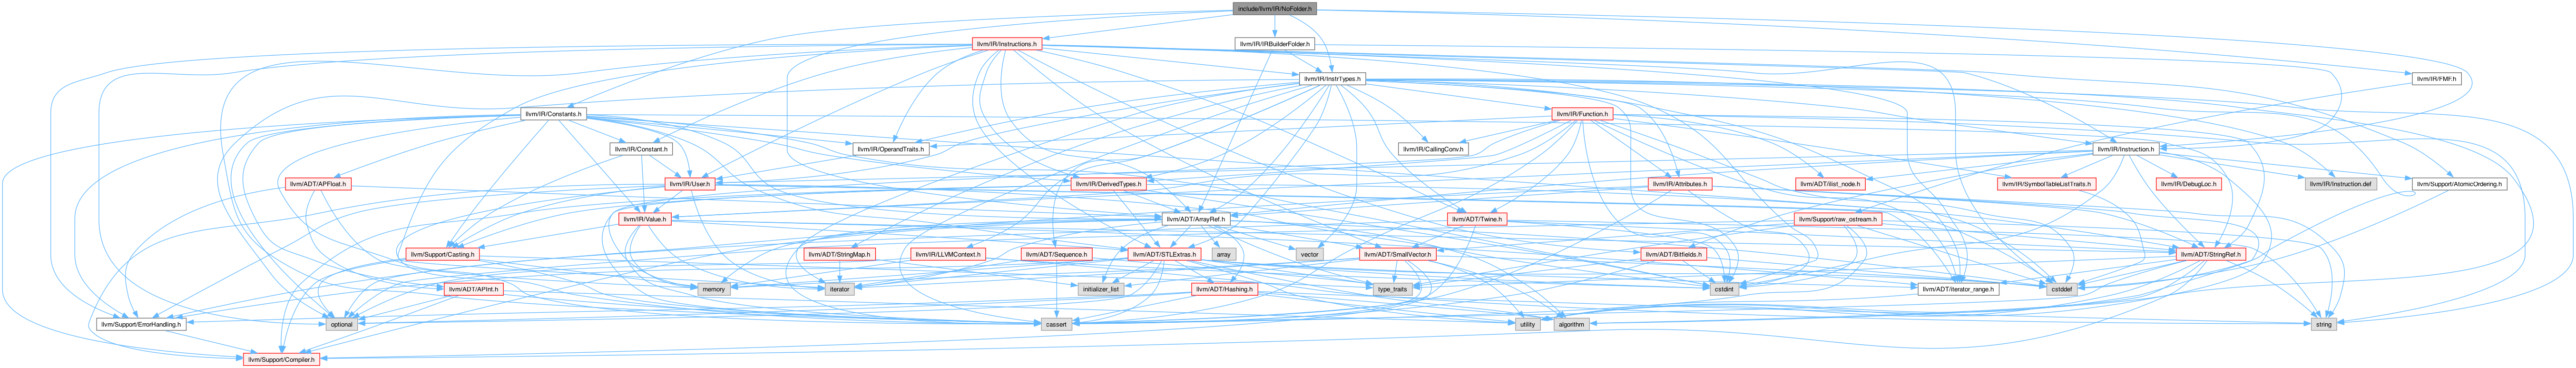 include/llvm/IR/NoFolder.h
llvm/IR/Instructions.h
llvm/IR/IRBuilderFolder.h
llvm/IR/InstrTypes.h
llvm/IR/FMF.h
llvm/IR/Constants.h
llvm/IR/Function.h
llvm/IR/Constant.h
llvm/IR/OperandTraits.h
llvm/IR/CallingConv.h
llvm/IR/Instruction.h
llvm/ADT/APFloat.h
llvm/IR/User.h
llvm/IR/DerivedTypes.h
llvm/IR/Attributes.h
llvm/ADT/ilist_node.h
llvm/IR/SymbolTableListTraits.h
llvm/IR/DebugLoc.h
llvm/IR/Instruction.def
llvm/Support/AtomicOrdering.h
llvm/IR/Value.h
llvm/ADT/ArrayRef.h
llvm/ADT/Twine.h
llvm/Support/raw_ostream.h
llvm/Support/Casting.h
llvm/ADT/StringMap.h
llvm/IR/LLVMContext.h
llvm/ADT/Sequence.h
llvm/ADT/STLExtras.h
array
vector
llvm/ADT/SmallVector.h
llvm/ADT/Bitfields.h
llvm/ADT/StringRef.h
llvm/ADT/APInt.h
memory
iterator
initializer_list
llvm/ADT/Hashing.h
type_traits
cstdint
llvm/ADT/iterator_range.h
cstddef
llvm/Support/ErrorHandling.h
optional
cassert
utility
algorithm
string
llvm/Support/Compiler.h